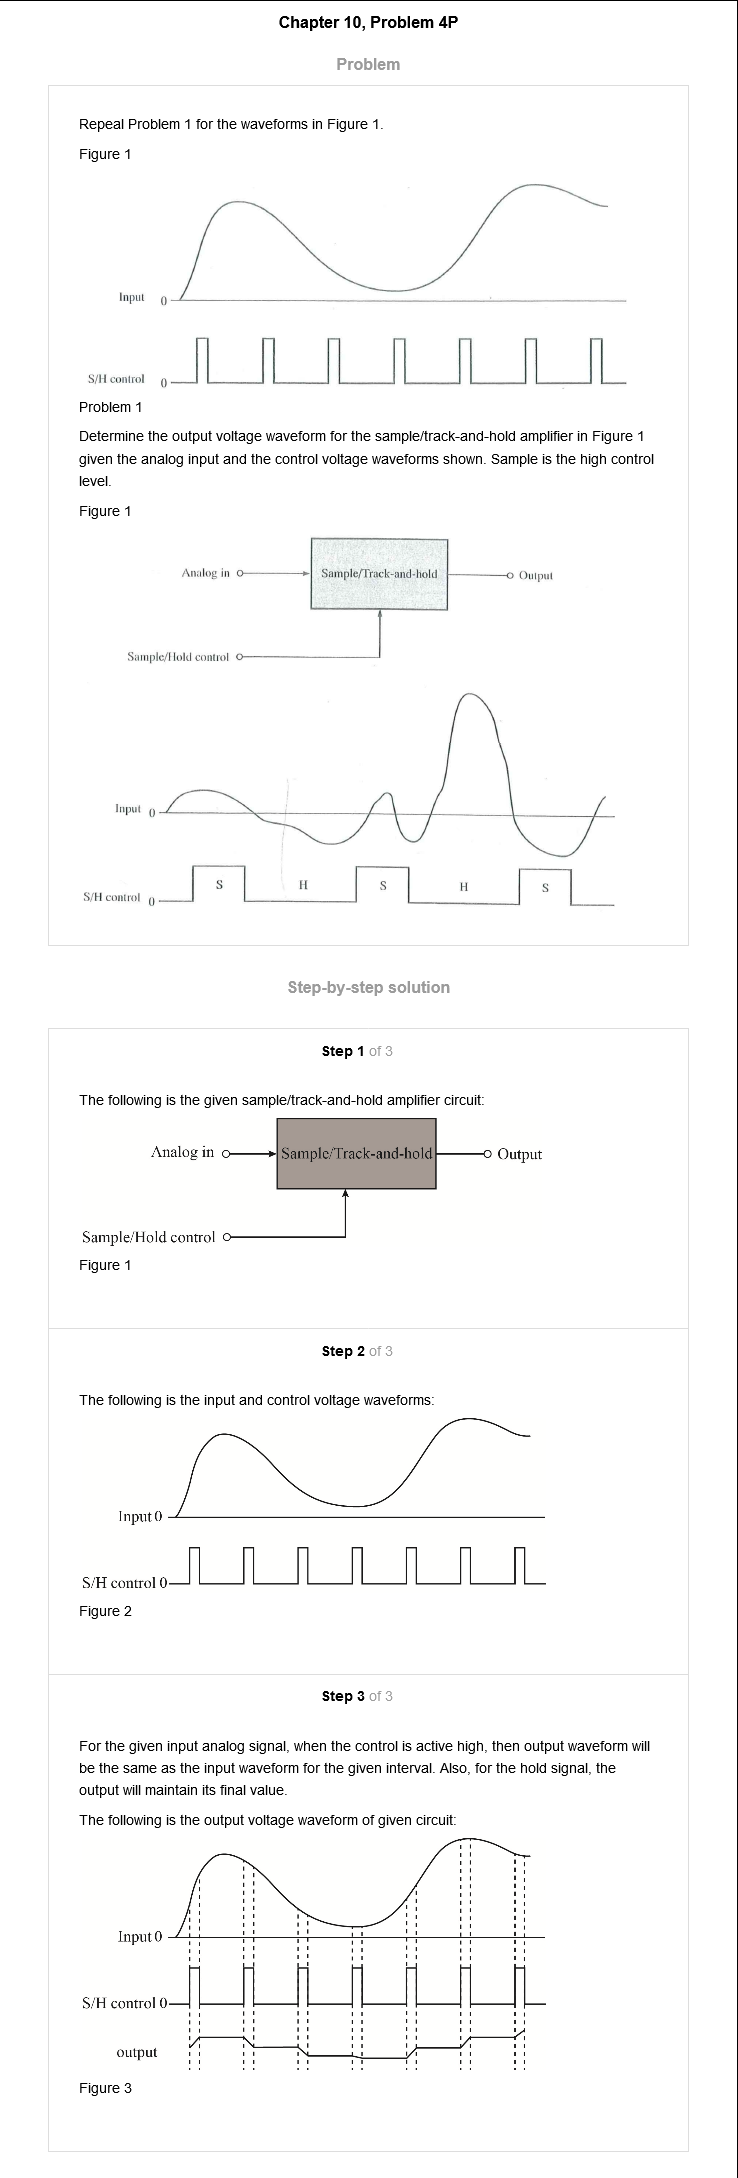 Chapter 10, Problem 4P
Problem
Repeal Problem 1 for the waveforms in Figure 1.
Figure 1
Input 0
S/H control 0
Problem 1
Determine the output voltage waveform for the sample/track-and-hold amplifier in Figure 1
given the analog input and the control voltage waveforms shown. Sample is the high control
level.
Figure 1
Analog in Sample/Track-and-hold Output
Sample/Hold control
Input 0
S H S H S
S/H control 0
Step-by-step solution
Step 1 of 3
The following is the given sample/track-and-hold amplifier circuit:
Analog in Sample/Track-and-hold Output
Sample/Hold control
Figure 1
Step 2 of 3
The following is the input and control voltage waveforms:
Input 0
S/H control 0
Figure 2
Step 3 of 3
For the given input analog signal, when the control is active high, then output waveform will
be the same as the input waveform for the given interval. Also, for the hold signal, the
output will maintain its final value.
The following is the output voltage waveform of given circuit:
Input 0
S/H control 0
output
Figure 3